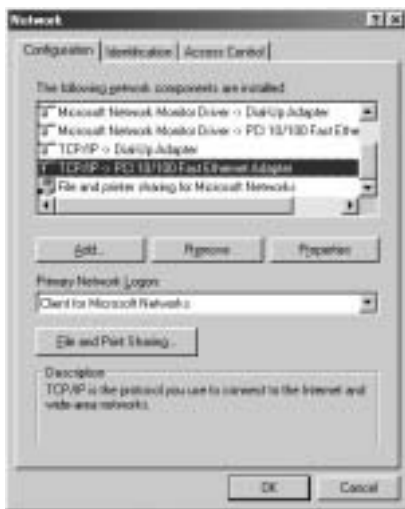 Network
Configuration Identification Access Control
The following network components are installed:
Microsoft Network Monitor Driver -> Dial-Up Adapter
Microsoft Network Monitor Driver -> PCI 10/100 Fast Ethe
TCP/IP -> Dial-Up Adapter
TCP/IP -> PCI 10/100 Fast Ethernet Adapter
File and printer sharing for Microsoft Networks
Add... Remove Properties
Primary Network Logon:
Client for Microsoft Networks
File and Print Sharing...
Description
TCP/IP is the protocol you use to connect to the Internet and
wide-area networks.
OK Cancel